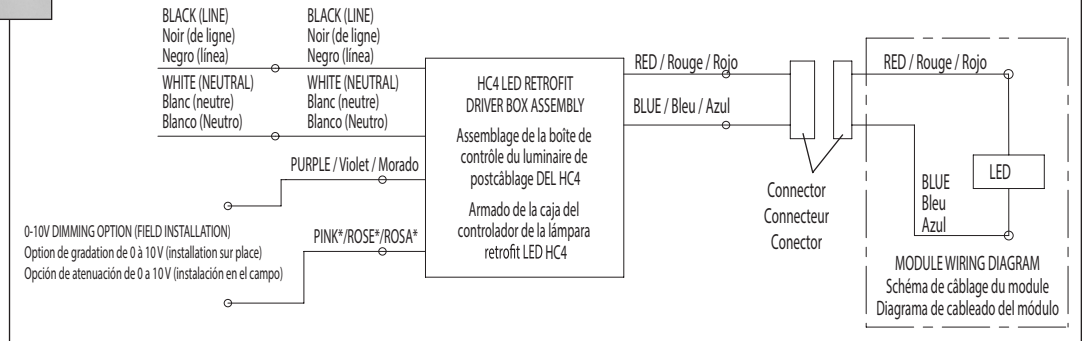 BLACK (LINE)
Noir (de ligne)
Negro (línea)
BLACK (LINE)
Noir (de ligne)
Negro (línea)
WHITE (NEUTRAL)
Blanc (neutre)
Blanco (Neutro)
WHITE (NEUTRAL)
Blanc (neutre)
Blanco (Neutro)
PURPLE / Violet / Morado
0-10V DIMMING OPTION (FIELD INSTALLATION)
Option de gradation de 0 à 10 V (installation sur place)
Opción de atenuación de 0 a 10 V (instalación en el campo)
PINK*/ROSE*/ROSA*
HC4 LED RETROFIT
DRIVER BOX ASSEMBLY
Assemblage de la boîte de
contrôle du luminaire de
postcâblage DEL HC4
Armado de la caja del
controlador de la lámpara
retrofit LED HC4
RED / Rouge / Rojo
BLUE / Bleu / Azul
Connector
Connecteur
Conector
RED / Rouge / Rojo
LED
BLUE
Bleu
Azul
MODULE WIRING DIAGRAM
Schéma de câblage du module
Diagrama de cableado del módulo